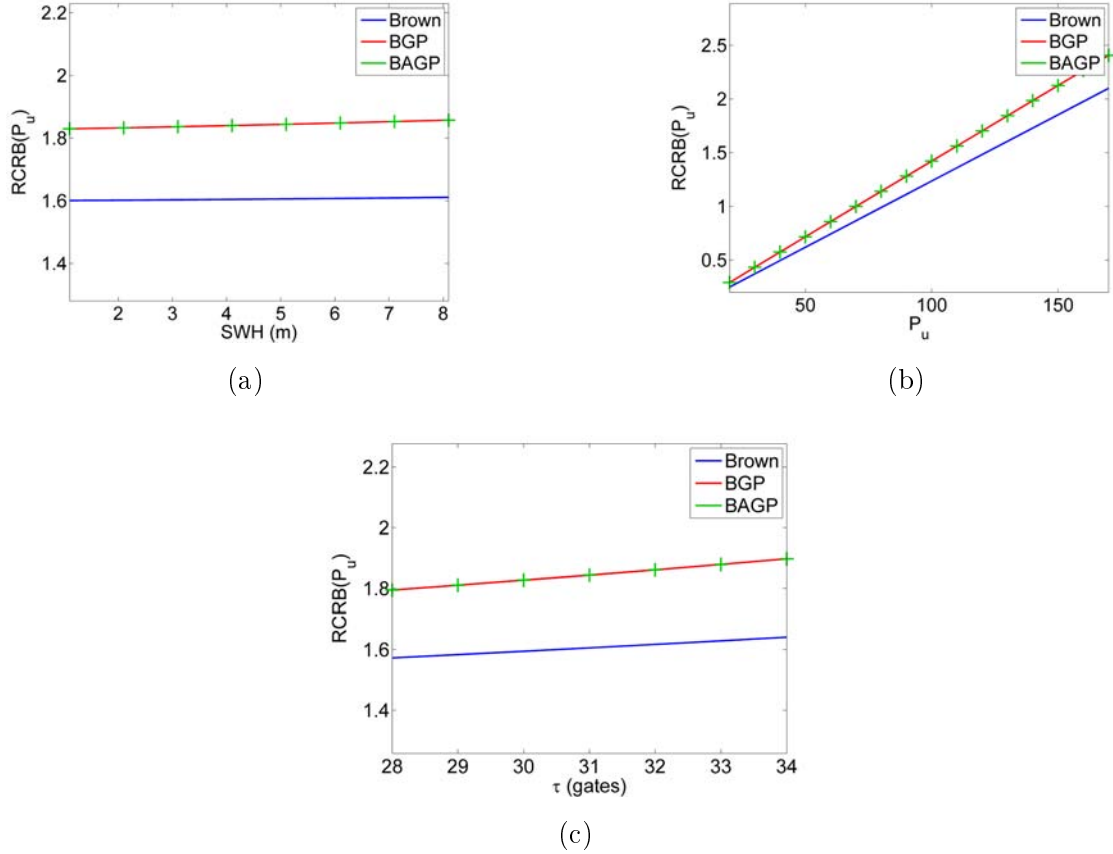 2.2
2
1.8
1.6
1.4
RCRB(P_u)
2 3 4 5 6 7 8
SWH (m)
Brown
BGP
BAGP
(a)
2.5
2
1.5
1
0.5
RCRB(P_u)
50 100 150
P_u
Brown
BGP
BAGP
(b)
2.2
2
1.8
1.6
1.4
RCRB(P_u)
28 29 30 31 32 33 34
τ (gates)
Brown
BGP
BAGP
(c)